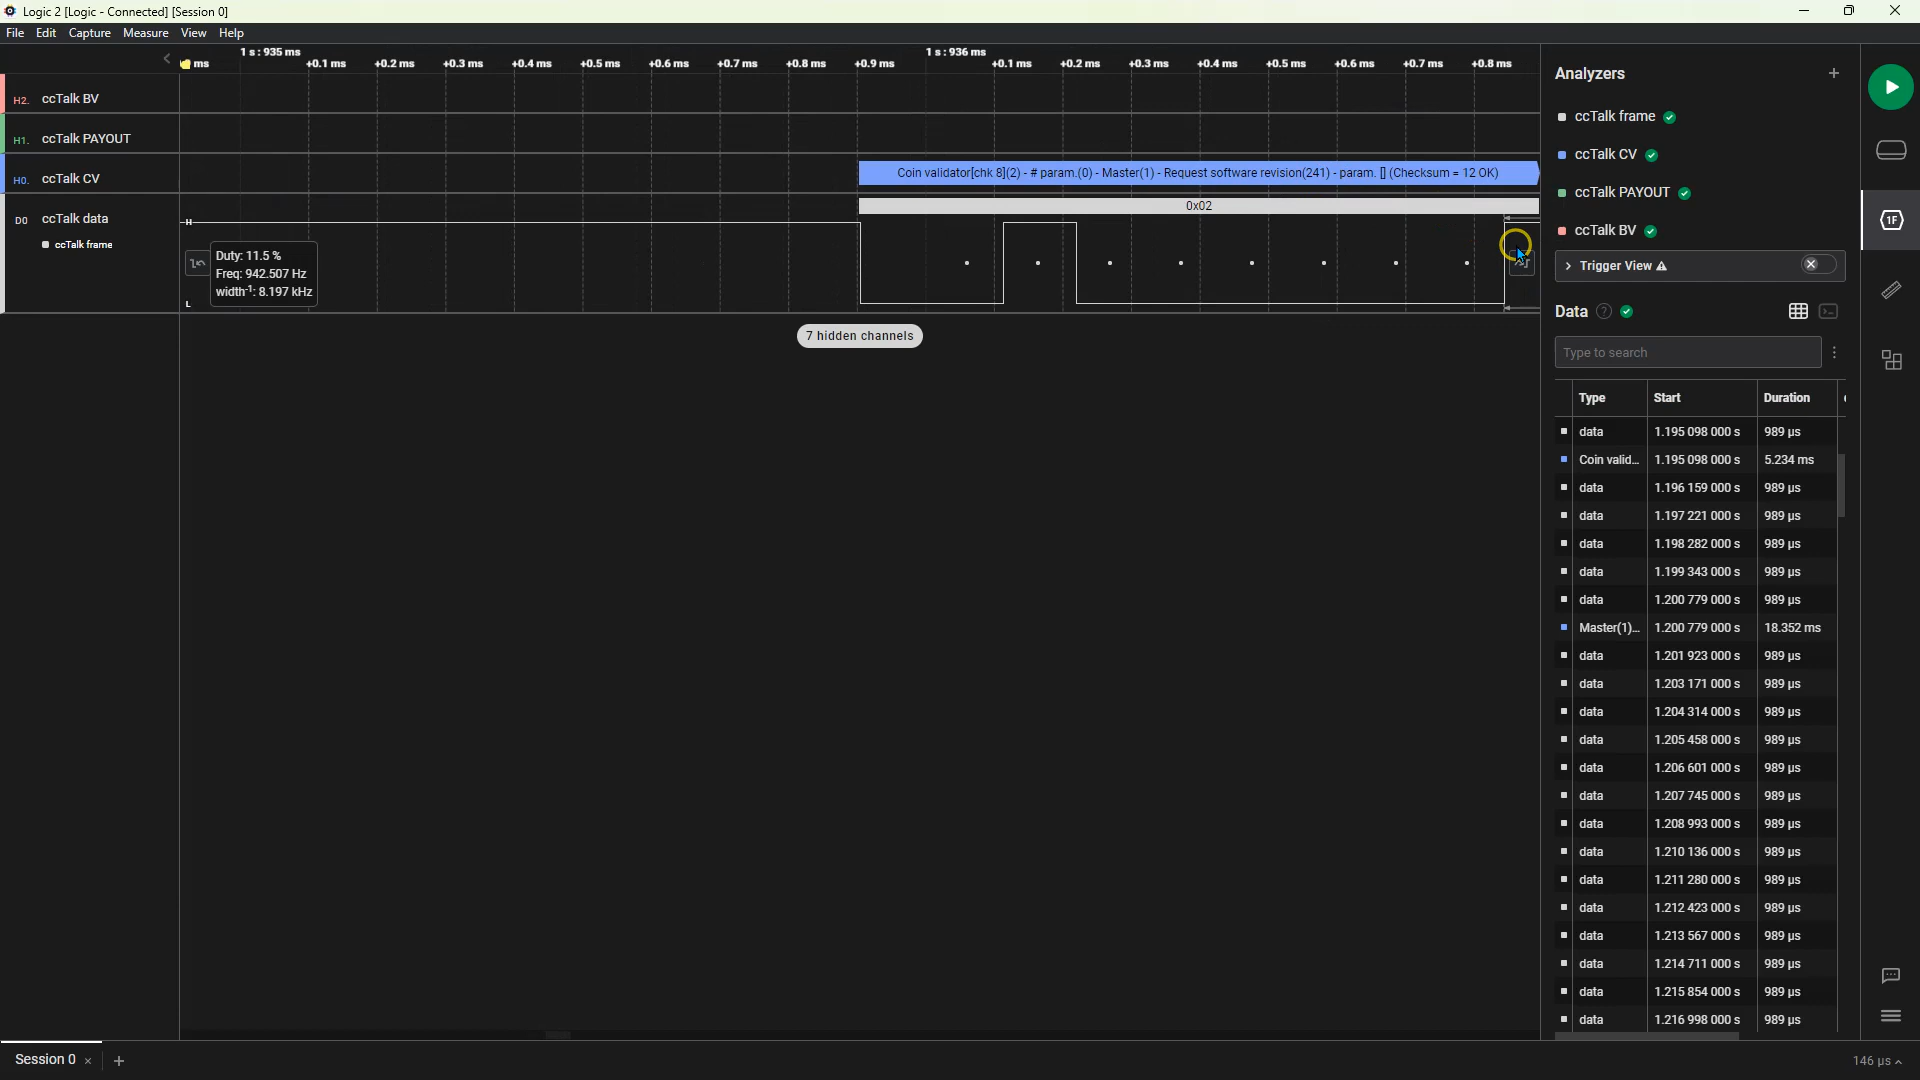 Logic 2 [Logic - Connected] [Session 0]
File Edit Capture Measure View Help
1 s : 935 ms 1 s : 936 ms
ms +0.1 ms +0.2 ms +0.3 ms +0.4 ms +0.5 ms +0.6 ms +0.7 ms +0.8 ms +0.9 ms +0.1 ms +0.2 ms +0.3 ms +0.4 ms +0.5 ms +0.6 ms +0.7 ms +0.8 ms
H2. ccTalk BV
H1. ccTalk PAYOUT
H0. ccTalk CV
Coin validator[chk 8](2) - # param.(0) - Master(1) - Request software revision(241) - param. [] (Checksum = 12 OK)
0x02
D0 ccTalk data
ccTalk frame
H
L
Duty: 11.5 %
Freq: 942.507 Hz
width⁻¹: 8.197 kHz
7 hidden channels
Analyzers
ccTalk frame
ccTalk CV
ccTalk PAYOUT
ccTalk BV
Trigger View
Data
Type to search
Type Start Duration
data 1.195 098 000 s 989 µs
Coin valid... 1.195 098 000 s 5.234 ms
data 1.196 159 000 s 989 µs
data 1.197 221 000 s 989 µs
data 1.198 282 000 s 989 µs
data 1.199 343 000 s 989 µs
data 1.200 779 000 s 989 µs
Master(1)... 1.200 779 000 s 18.352 ms
data 1.201 923 000 s 989 µs
data 1.203 171 000 s 989 µs
data 1.204 314 000 s 989 µs
data 1.205 458 000 s 989 µs
data 1.206 601 000 s 989 µs
data 1.207 745 000 s 989 µs
data 1.208 993 000 s 989 µs
data 1.210 136 000 s 989 µs
data 1.211 280 000 s 989 µs
data 1.212 423 000 s 989 µs
data 1.213 567 000 s 989 µs
data 1.214 711 000 s 989 µs
data 1.215 854 000 s 989 µs
data 1.216 998 000 s 989 µs
1F
Session 0
146 µs